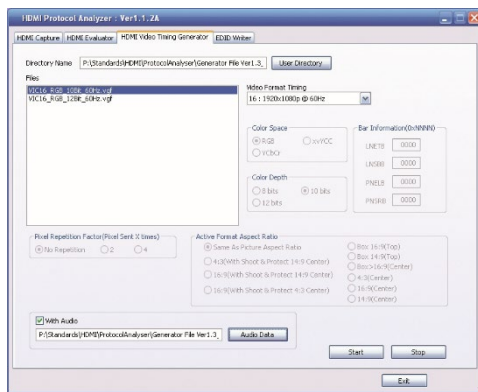 HDMI Protocol Analyzer : Ver1.1.2A
HDMI Capture HDMI Evaluator HDMI Video Timing Generator EDID Writer
Directory Name P:\Standards\HDMI\ProtocolAnalyser\Generator File Ver1.3_ User Directory
Files
VIC16_RGB_10Bit_60Hz.vgf
VIC16_RGB_12Bit_60Hz.vgf
Video Format Timing
16 : 1920x1080p @ 60Hz
Color Space
RGB xvYCC
YCbCr
Bar Information(0xNNNN)
LNETB 0000
LNSBB 0000
PNELB 0000
PNSRB 0000
Color Depth
8 bits 10 bits
12 bits
Pixel Repetition Factor(Pixel Sent X times)
No Repetition 2 4
Active Format Aspect Ratio
Same As Picture Aspect Ratio
4:3(With Shoot & Protect 14:9 Center)
16:9(With Shoot & Protect 14:9 Center)
16:9(With Shoot & Protect 4:3 Center)
Box 16:9(Top)
Box 14:9(Top)
Box>16:9(Center)
4:3(Center)
16:9(Center)
14:9(Center)
With Audio
P:\Standards\HDMI\ProtocolAnalyser\Generator File Ver1.3_ Audio Data
Start Stop
Exit